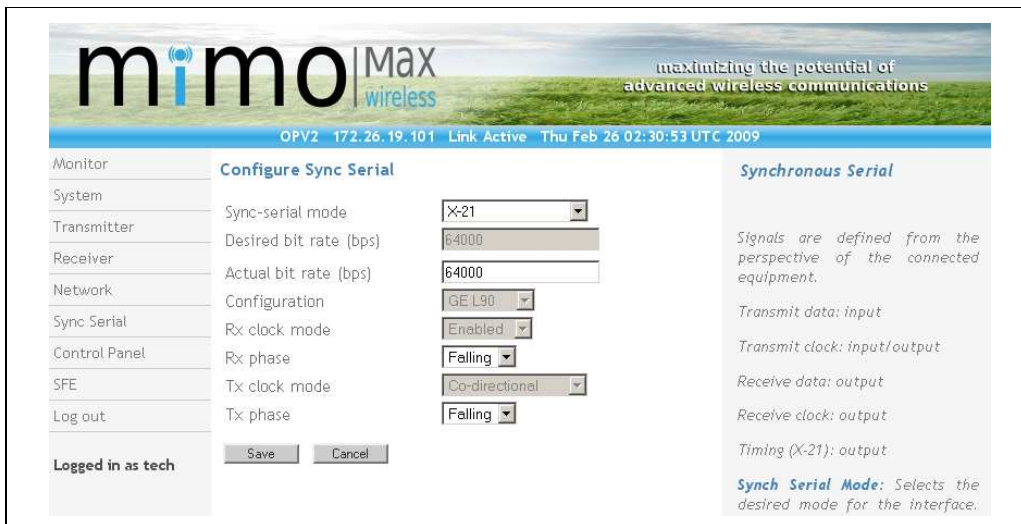 mimo Max wireless
maximizing the potential of
advanced wireless communications
OPV2 172.26.19.101 Link Active Thu Feb 26 02:30:53 UTC 2009
Monitor
System
Transmitter
Receiver
Network
Sync Serial
Control Panel
SFE
Log out
Logged in as tech
Configure Sync Serial
Sync-serial mode X-21
Desired bit rate (bps) 64000
Actual bit rate (bps) 64000
Configuration GE L90
Rx clock mode Enabled
Rx phase Falling
Tx clock mode Co-directional
Tx phase Falling
Save Cancel
Synchronous Serial
Signals are defined from the
perspective of the connected
equipment.
Transmit data: input
Transmit clock: input/output
Receive data: output
Receive clock: output
Timing (X-21): output
Synch Serial Mode: Selects the
desired mode for the interface.